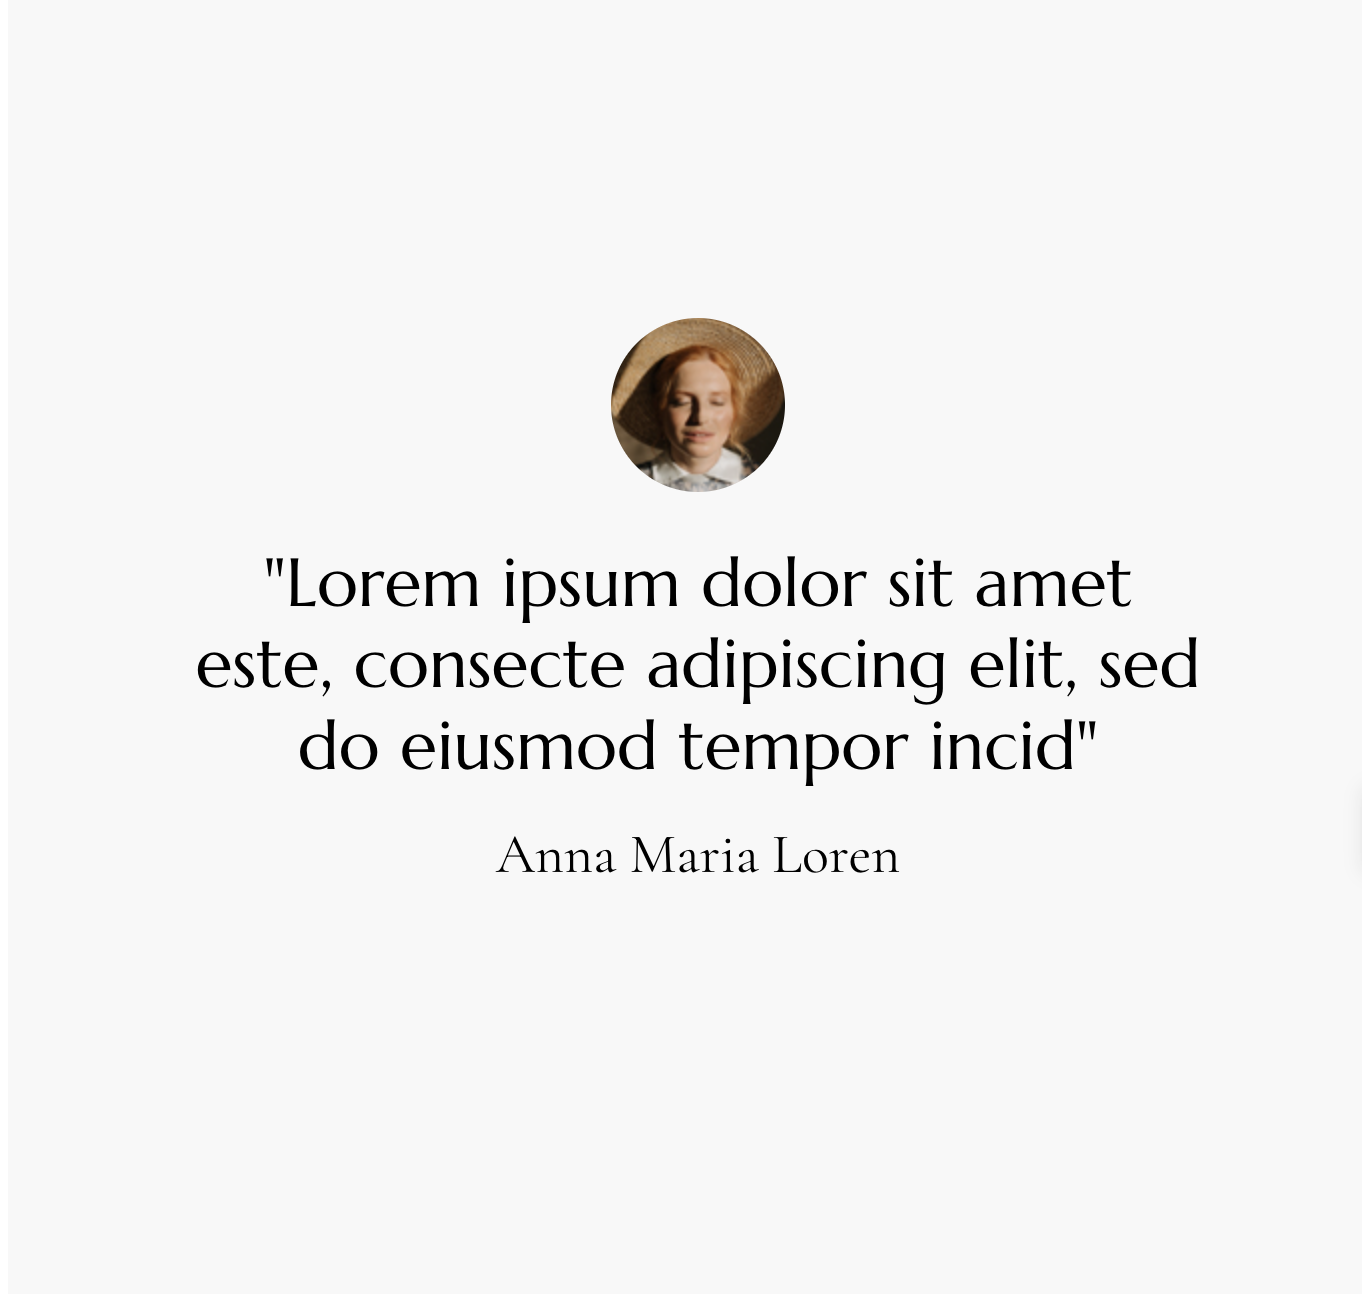 "Lorem ipsum dolor sit amet
este, consecte adipiscing elit, sed
do eiusmod tempor incid"
Anna Maria Loren